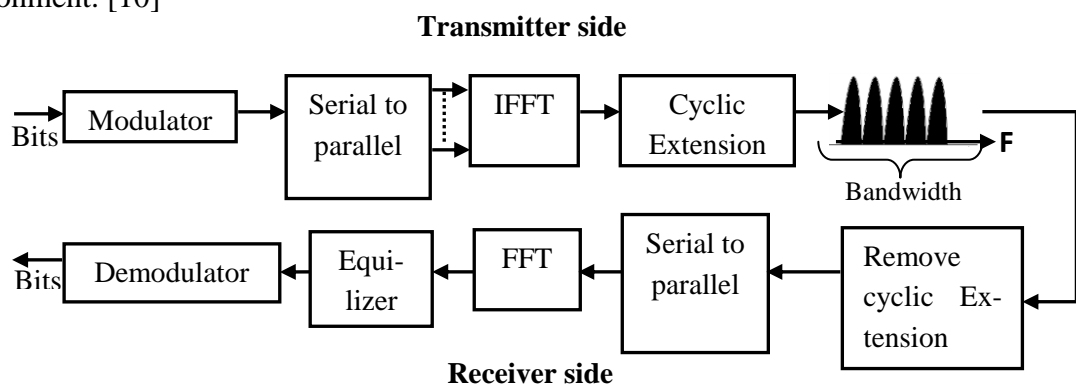 onment. [10]
Transmitter side
Bits
Modulator
Serial to
parallel
IFFT
Cyclic
Extension
F
Bandwidth
Bits
Demodulator
Equi-
lizer
FFT
Serial to
parallel
Remove
cyclic Ex-
tension
Receiver side